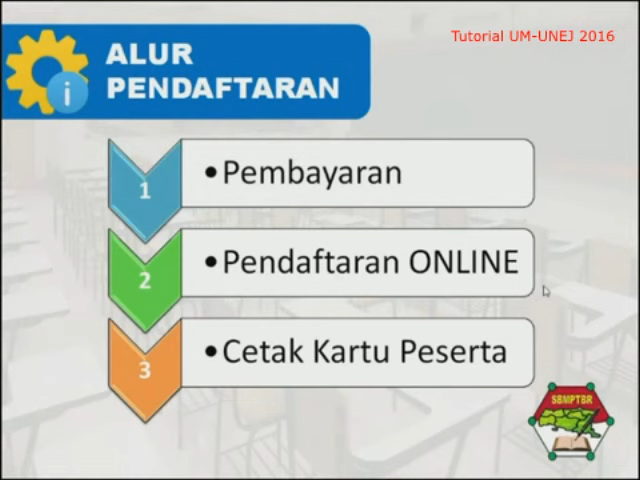 Tutorial UM-UNEJ 2016
ALUR
PENDAFTARAN
i
1
•Pembayaran
2
•Pendaftaran ONLINE
3
•Cetak Kartu Peserta
SBMPTBR